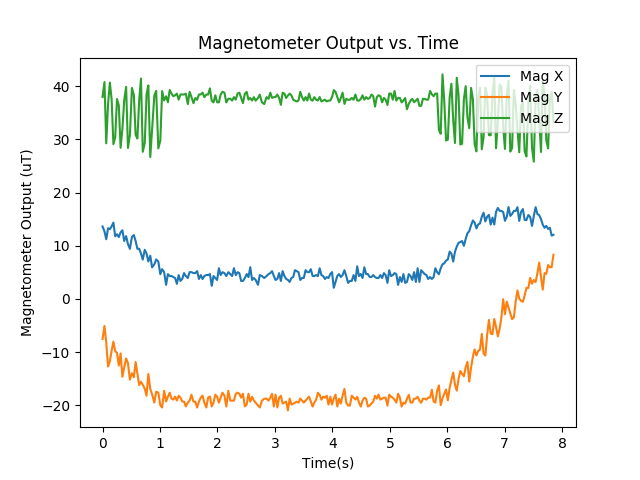 Magnetometer Output vs. Time
Mag X
Mag Y
Mag Z
Magnetometer Output (uT)
40
30
20
10
0
−10
−20
0 1 2 3 4 5 6 7 8
Time(s)